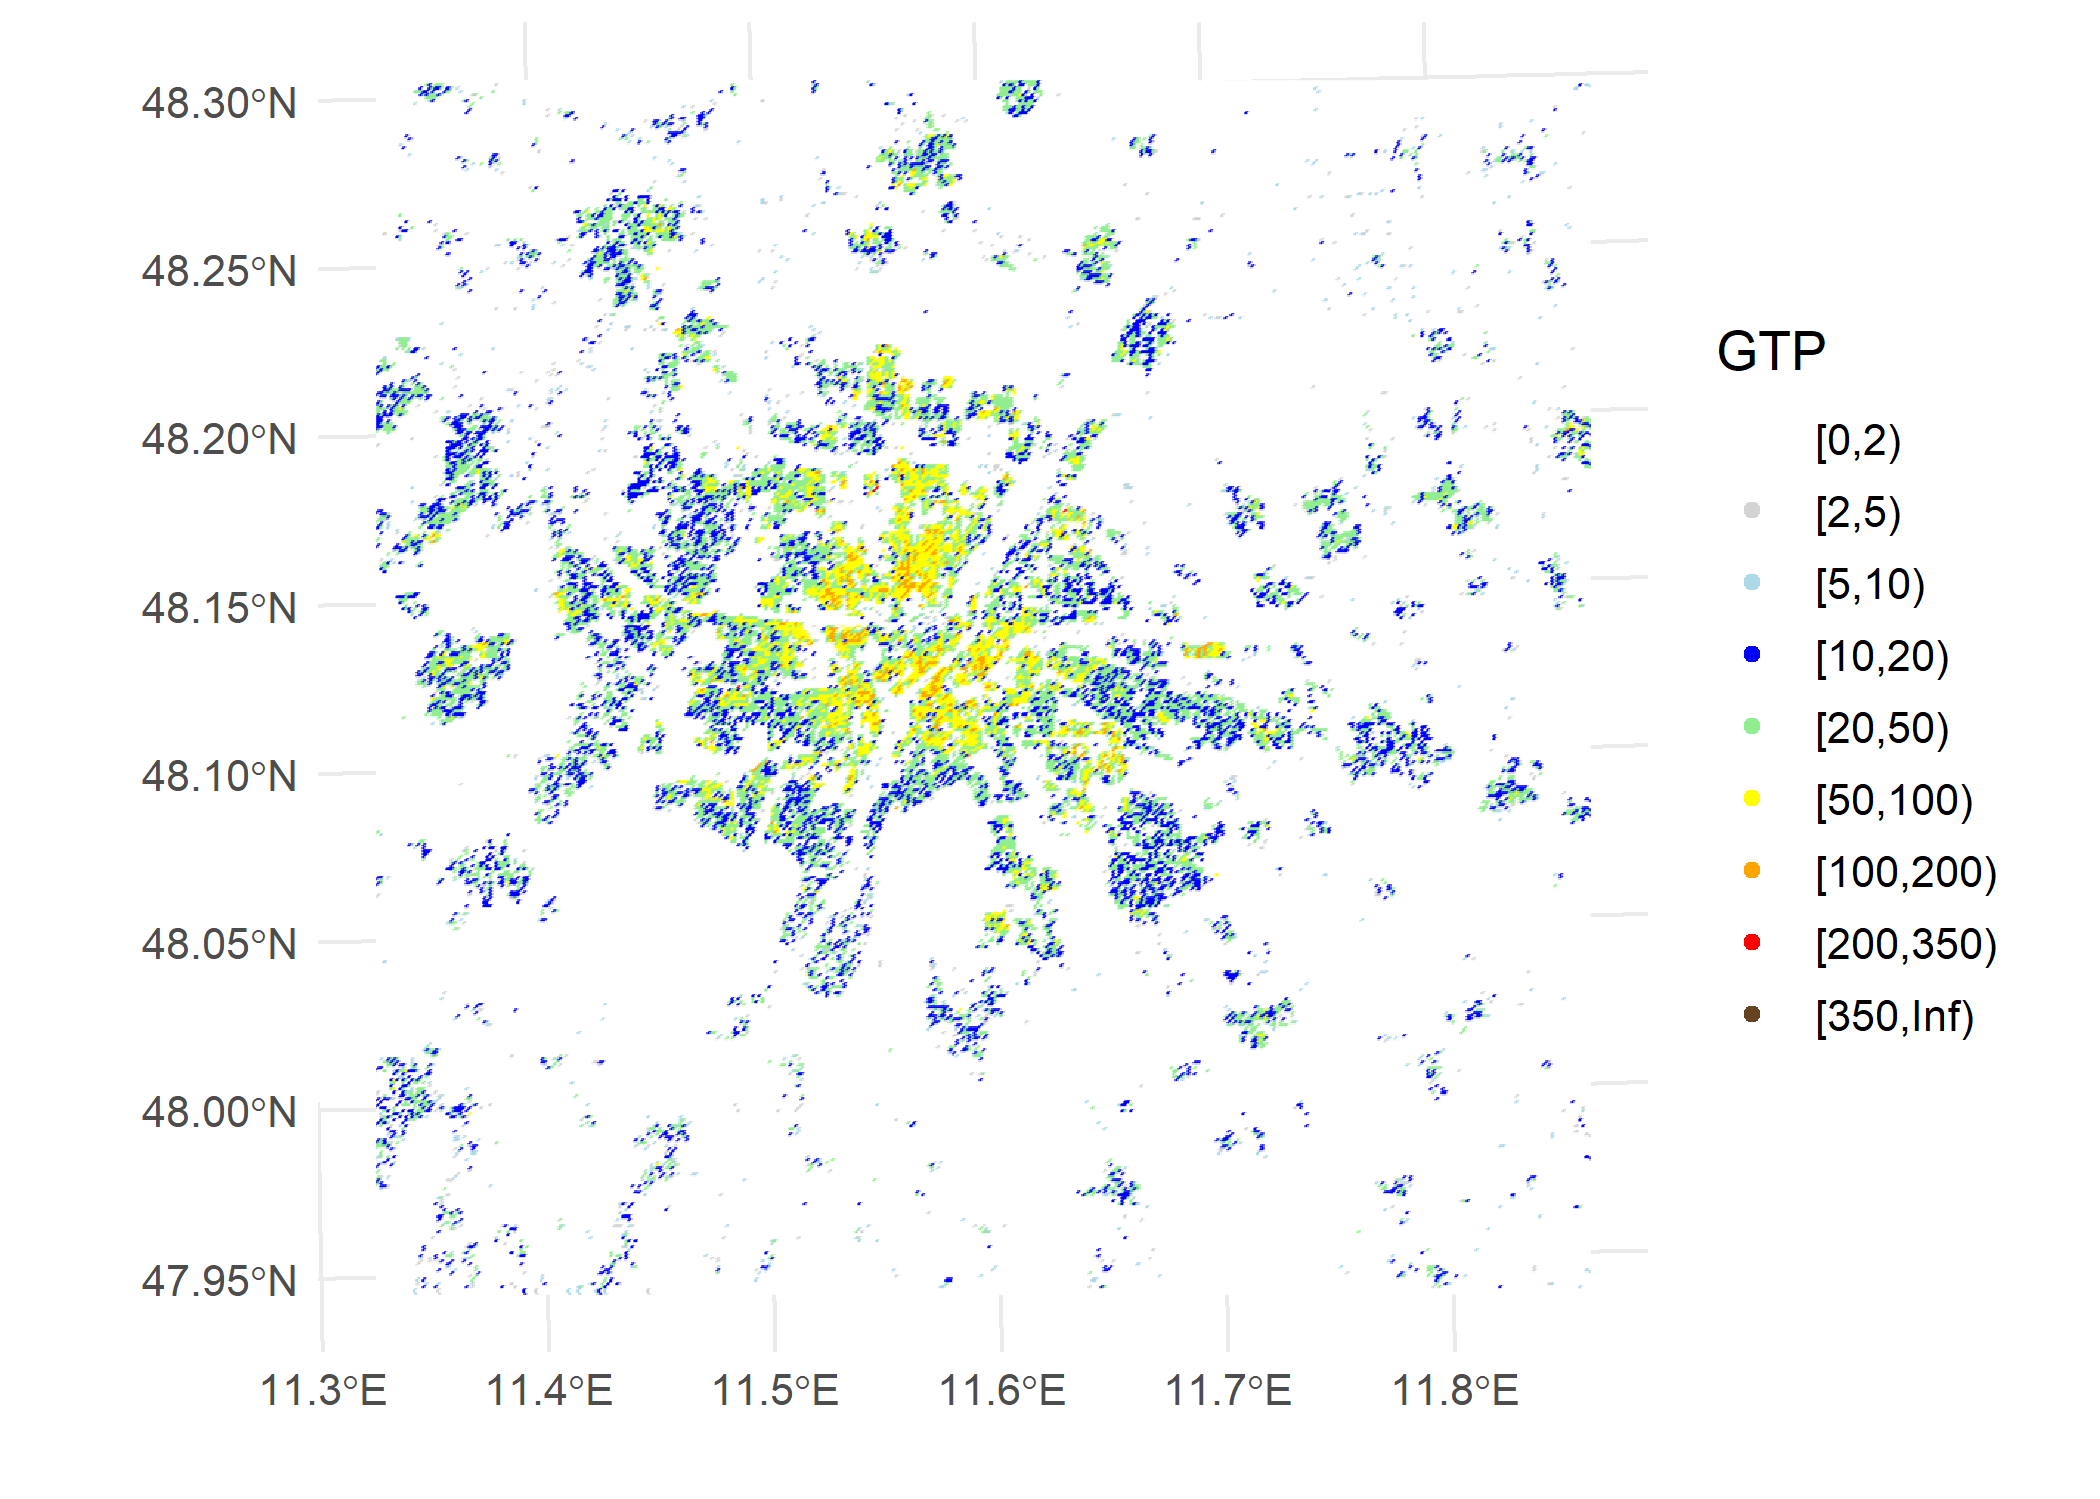 48.30°N
48.25°N
48.20°N
48.15°N
48.10°N
48.05°N
48.00°N
47.95°N
11.3°E
11.4°E
11.5°E
11.6°E
11.7°E
11.8°E
GTP
[0,2)
[2,5)
[5,10)
[10,20)
[20,50)
[50,100)
[100,200)
[200,350)
[350,Inf)